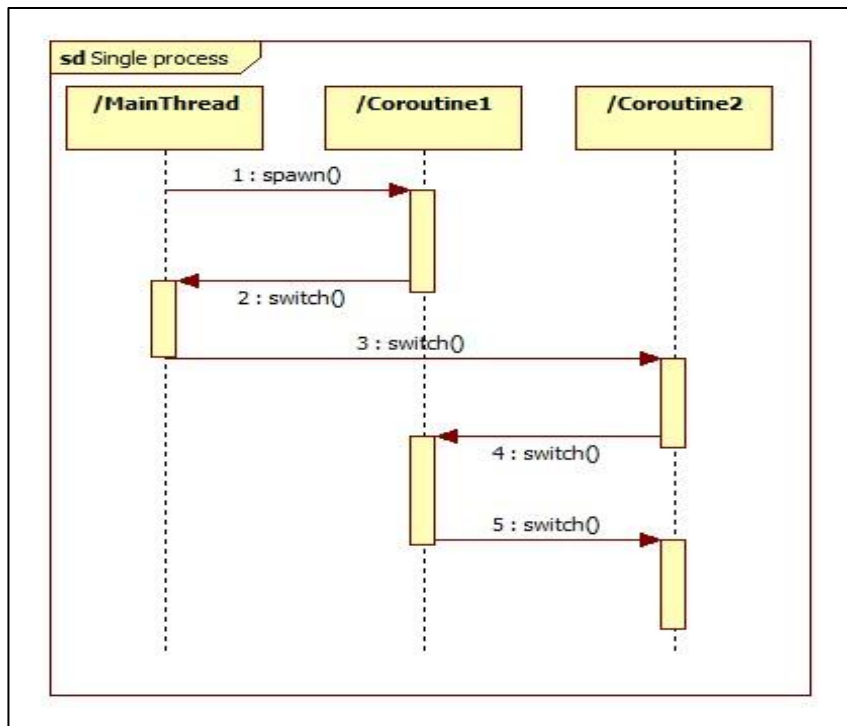 sd Single process
/MainThread
/Coroutine1
/Coroutine2
1 : spawn()
2 : switch()
3 : switch()
4 : switch()
5 : switch()